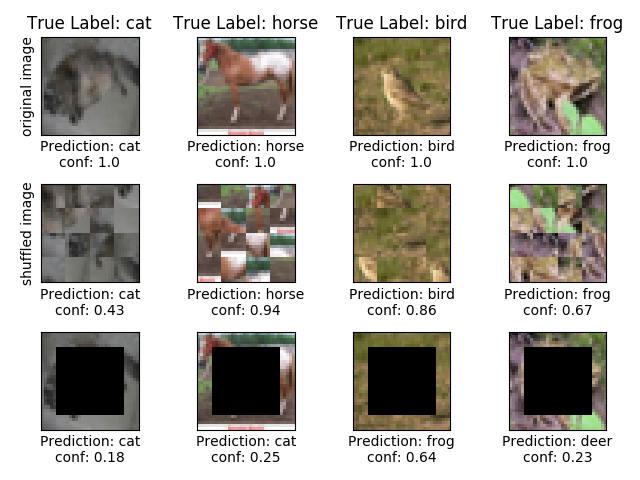 True Label: cat
True Label: horse
True Label: bird
True Label: frog
original image
Prediction: cat
conf: 1.0
Prediction: horse
conf: 1.0
Prediction: bird
conf: 1.0
Prediction: frog
conf: 1.0
shuffled image
Prediction: cat
conf: 0.43
Prediction: horse
conf: 0.94
Prediction: bird
conf: 0.86
Prediction: frog
conf: 0.67
Prediction: cat
conf: 0.18
Prediction: cat
conf: 0.25
Prediction: frog
conf: 0.64
Prediction: deer
conf: 0.23